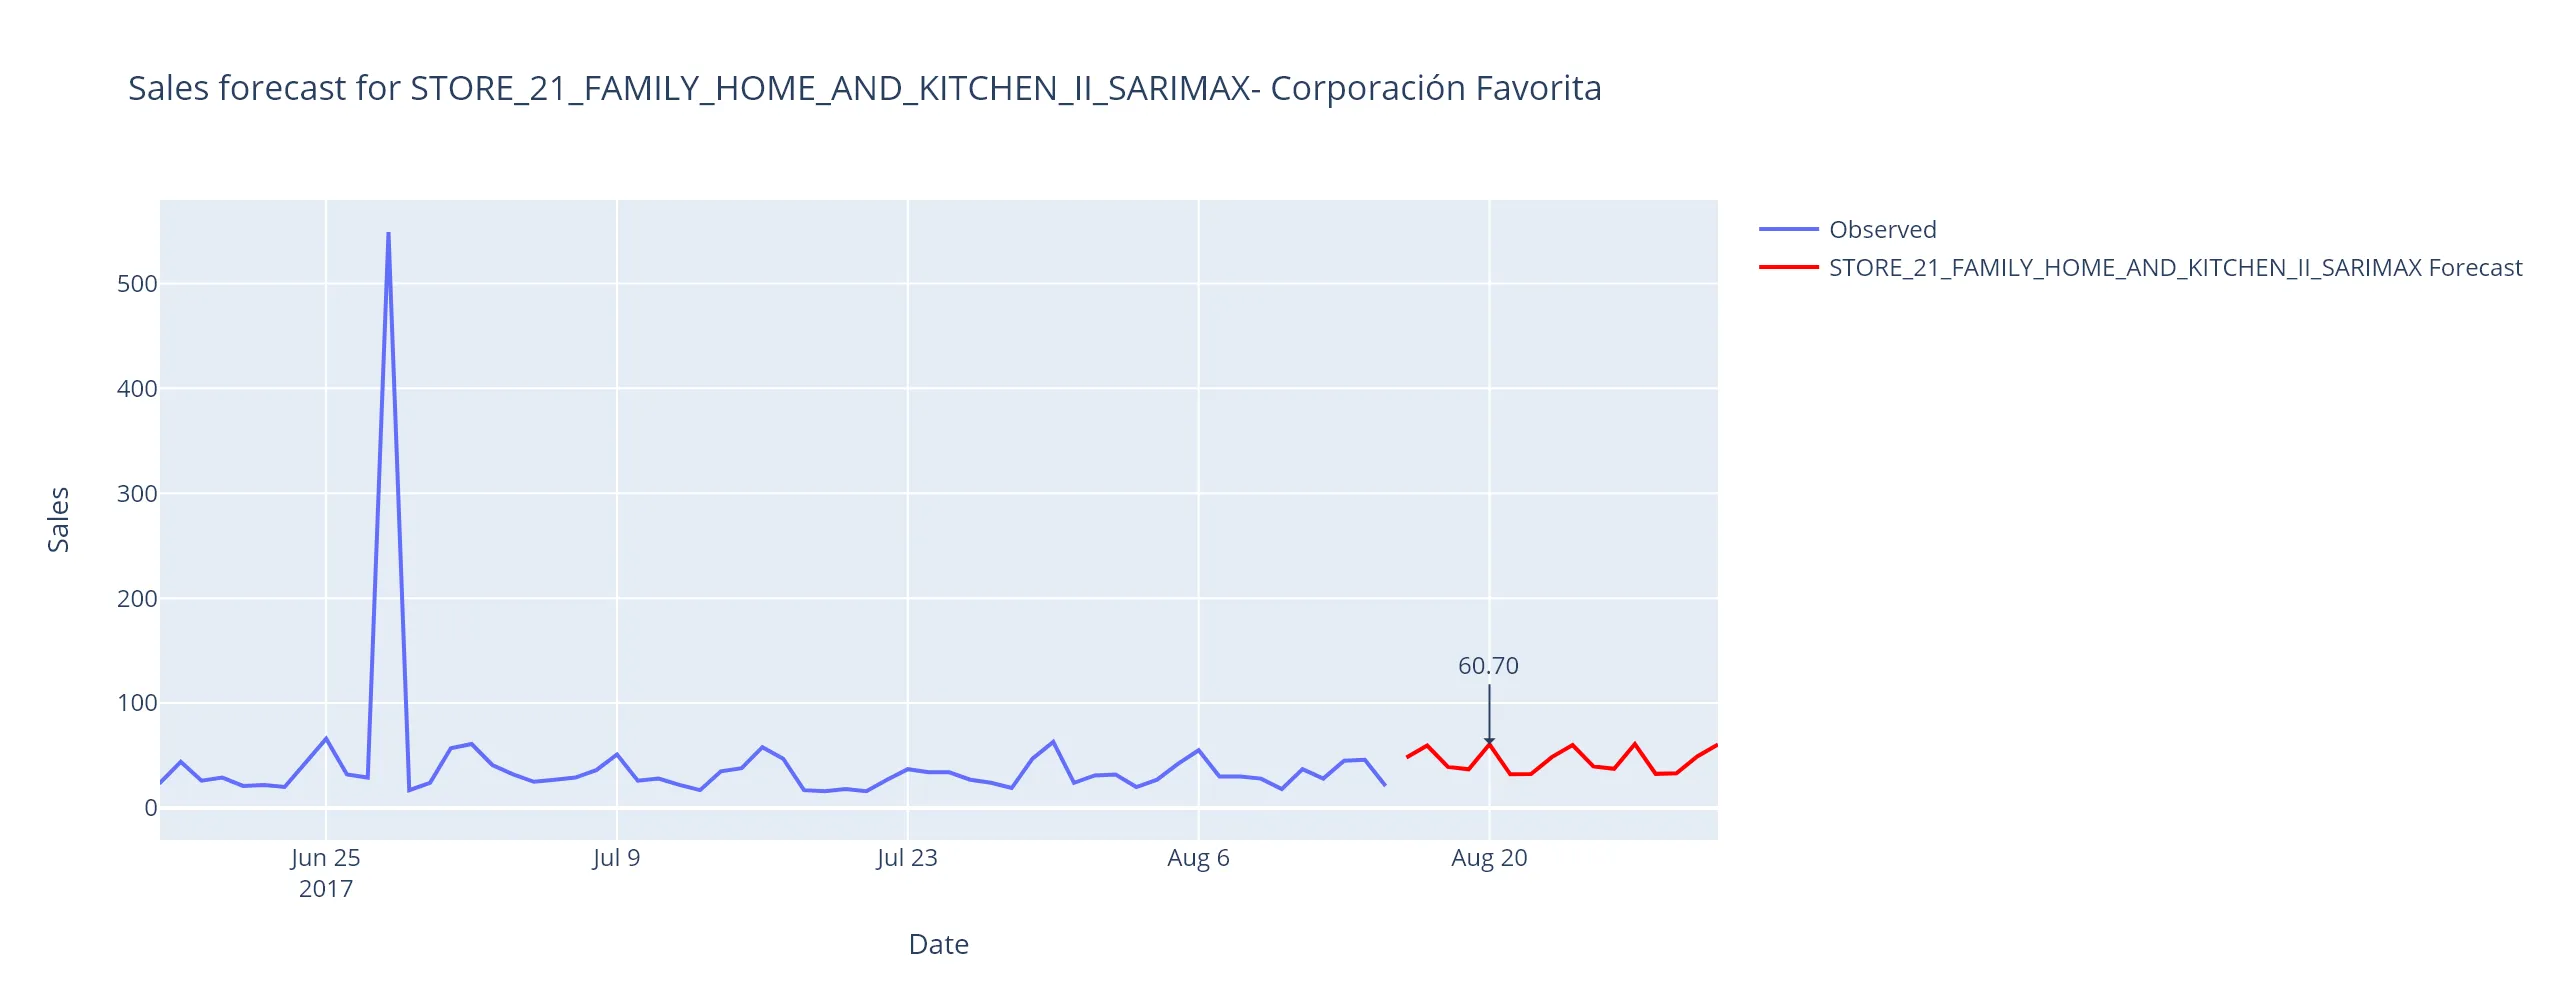 Sales forecast for STORE_21_FAMILY_HOME_AND_KITCHEN_II_SARIMAX- Corporación Favorita
Observed
STORE_21_FAMILY_HOME_AND_KITCHEN_II_SARIMAX Forecast
500
400
300
200
100
0
Sales
60.70
Jun 25
2017
Jul 9
Jul 23
Aug 6
Aug 20
Date